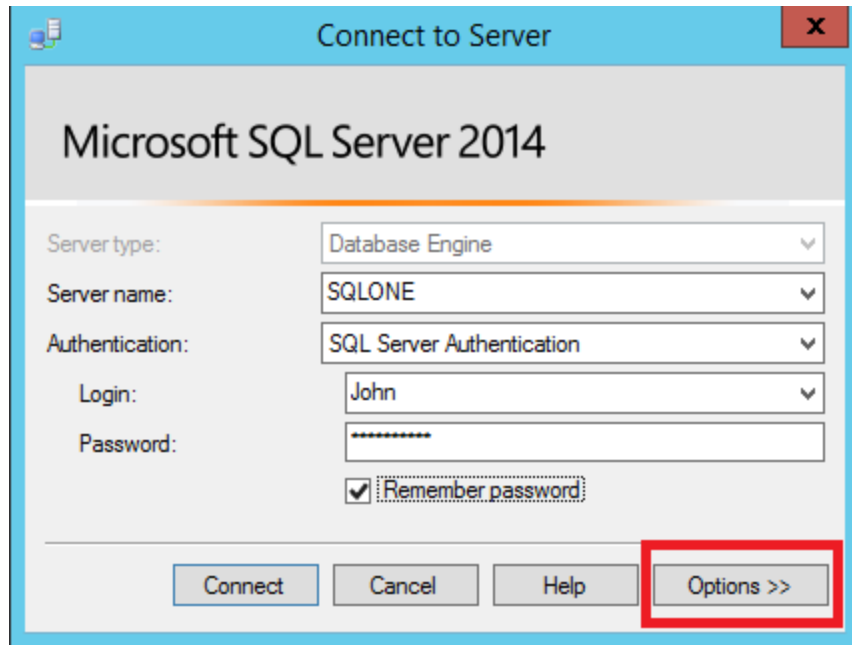 Connect to Server
x
Microsoft SQL Server 2014
Server type: Database Engine
Server name: SQLONE
Authentication: SQL Server Authentication
Login: John
Password: **********
Remember password
Connect Cancel Help Options >>